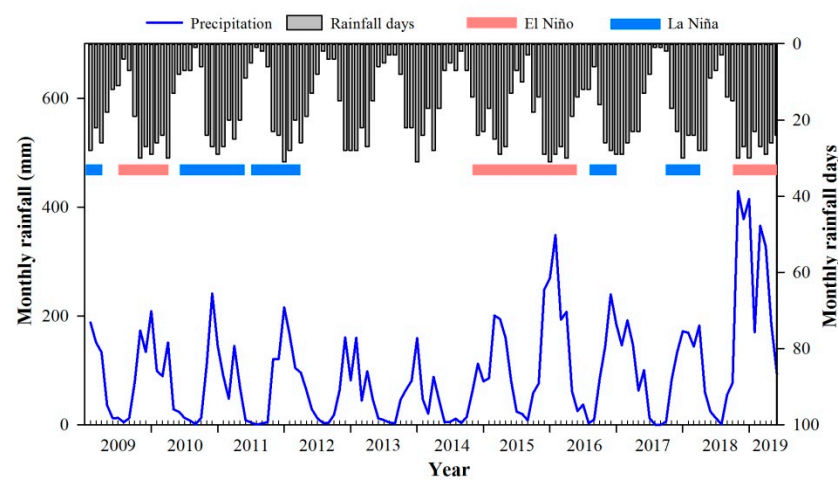 Precipitation Rainfall days El Niño La Niña
Monthly rainfall (mm)
600
400
200
0
0
20
40
60
80
100
Monthly rainfall days
2009 2010 2011 2012 2013 2014 2015 2016 2017 2018 2019
Year